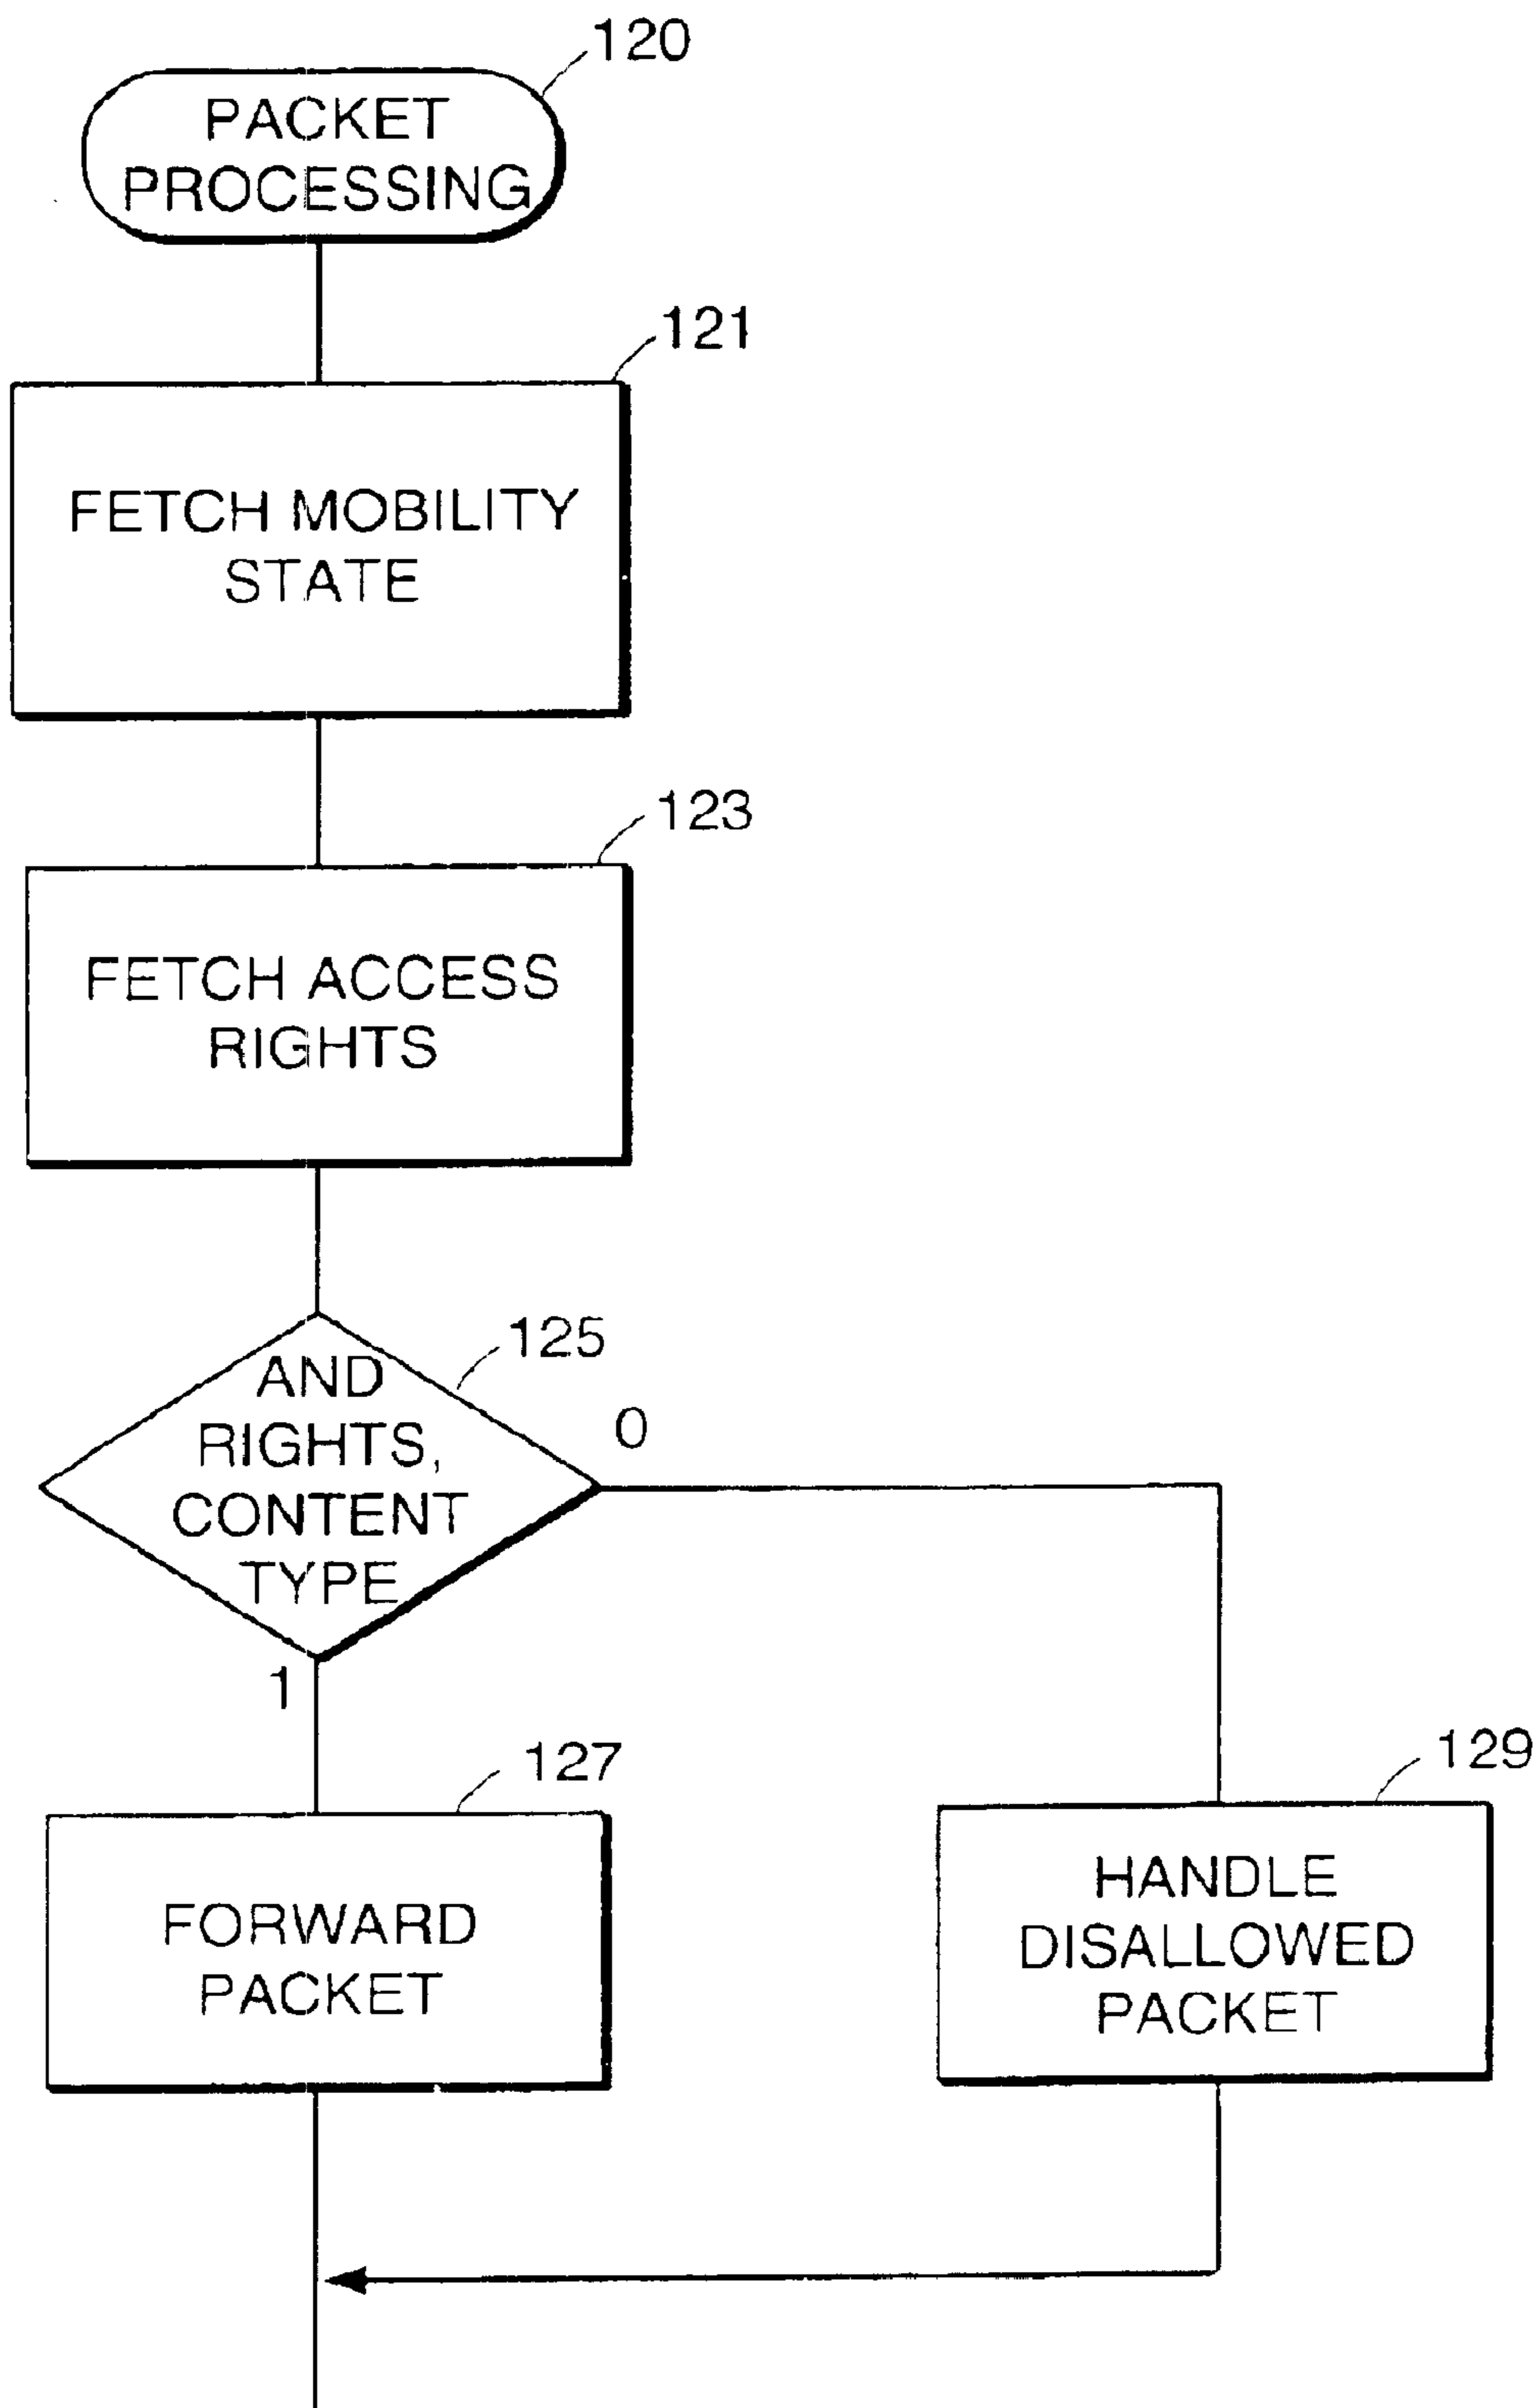 120
PACKET
PROCESSING
121
FETCH MOBILITY
STATE
123
FETCH ACCESS
RIGHTS
125
AND
RIGHTS,
CONTENT
TYPE
0
1
127
FORWARD
PACKET
129
HANDLE
DISALLOWED
PACKET